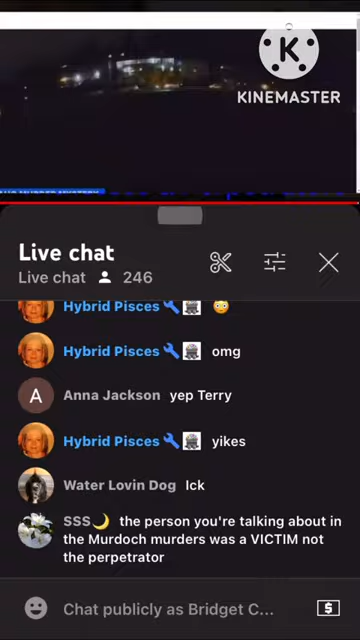 K
KINEMASTER
Live chat
Live chat 246
Hybrid Pisces
Hybrid Pisces omg
A Anna Jackson yep Terry
Hybrid Pisces yikes
Water Lovin Dog Ick
SSS the person you're talking about in
the Murdoch murders was a VICTIM not
the perpetrator
Chat publicly as Bridget C... $